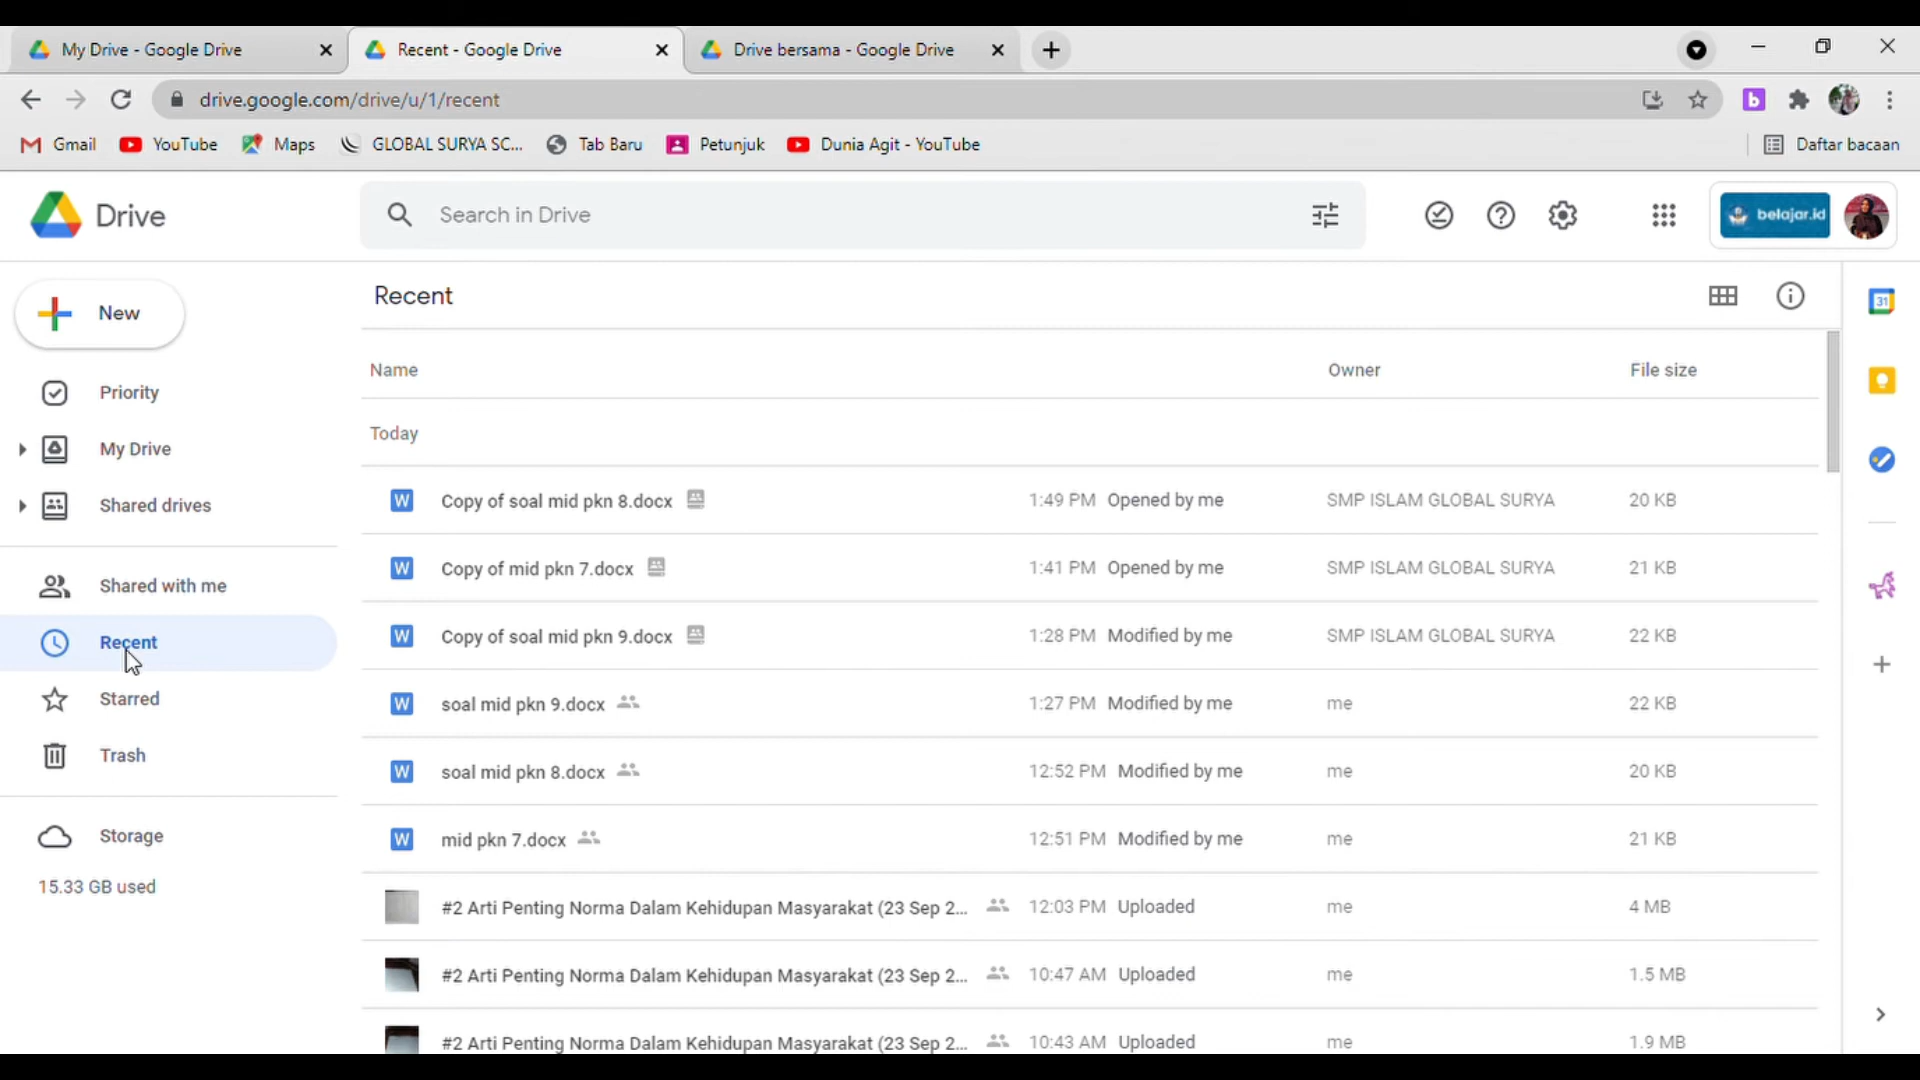 My Drive - Google Drive
Recent - Google Drive
Drive bersama - Google Drive
drive.google.com/drive/u/1/recent
b
Gmail
YouTube
Maps
GLOBAL SURYA SC...
Tab Baru
Petunjuk
Dunia Agit - YouTube
Daftar bacaan
Drive
Search in Drive
belajar.id
New
Recent
31
Priority
My Drive
Shared drives
Shared with me
Recent
Starred
Trash
Storage
15.33 GB used
Name Owner File size
Today
W Copy of soal mid pkn 8.docx 1:49 PM Opened by me SMP ISLAM GLOBAL SURYA 20 KB
W Copy of mid pkn 7.docx 1:41 PM Opened by me SMP ISLAM GLOBAL SURYA 21 KB
W Copy of soal mid pkn 9.docx 1:28 PM Modified by me SMP ISLAM GLOBAL SURYA 22 KB
W soal mid pkn 9.docx 1:27 PM Modified by me me 22 KB
W soal mid pkn 8.docx 12:52 PM Modified by me me 20 KB
W mid pkn 7.docx 12:51 PM Modified by me me 21 KB
#2 Arti Penting Norma Dalam Kehidupan Masyarakat (23 Sep 2... 12:03 PM Uploaded me 4 MB
#2 Arti Penting Norma Dalam Kehidupan Masyarakat (23 Sep 2... 10:47 AM Uploaded me 1.5 MB
#2 Arti Penting Norma Dalam Kehidupan Masyarakat (23 Sep 2... 10:43 AM Uploaded me 1.9 MB